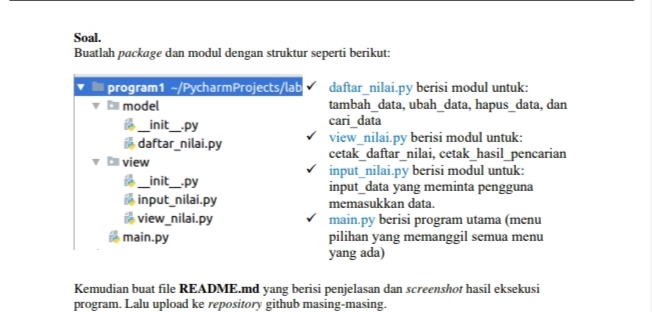 Soal.
Buatlah package dan modul dengan struktur seperti berikut:
program1 ~/PycharmProjects/lab
model
__init__.py
daftar_nilai.py
view
__init__.py
input_nilai.py
view_nilai.py
main.py
✓ daftar_nilai.py berisi modul untuk:
tambah_data, ubah_data, hapus_data, dan
cari_data
✓ view_nilai.py berisi modul untuk:
cetak_daftar_nilai, cetak_hasil_pencarian
✓ input_nilai.py berisi modul untuk:
input_data yang meminta pengguna
memasukkan data.
✓ main.py berisi program utama (menu
pilihan yang memanggil semua menu
yang ada)
Kemudian buat file README.md yang berisi penjelasan dan screenshot hasil eksekusi
program. Lalu upload ke repository github masing-masing.